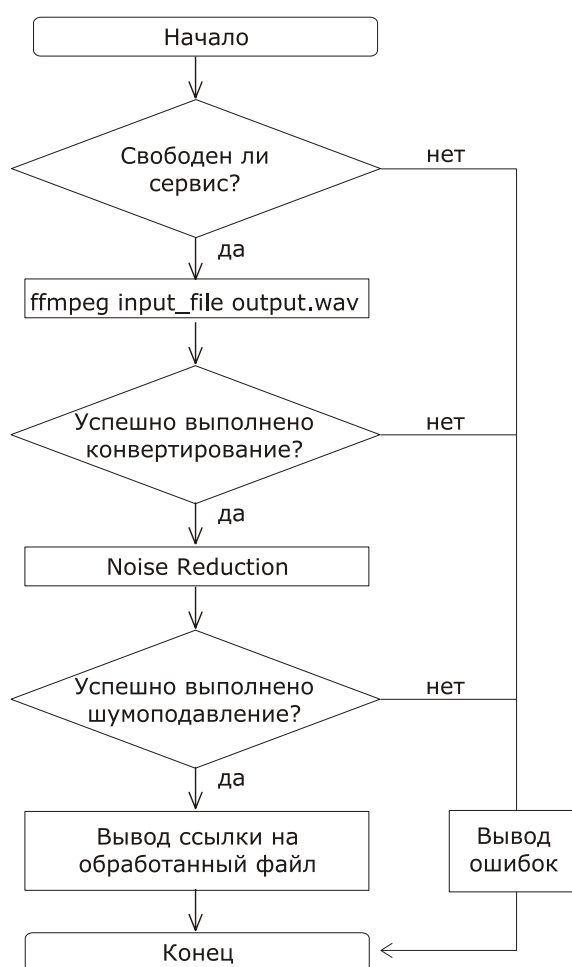 Начало
Свободен ли
сервис?
нет
да
ffmpeg input_file output.wav
Успешно выполнено
конвертирование?
нет
да
Noise Reduction
Успешно выполнено
шумоподавление?
нет
да
Вывод ссылки на
обработанный файл
Вывод
ошибок
Конец